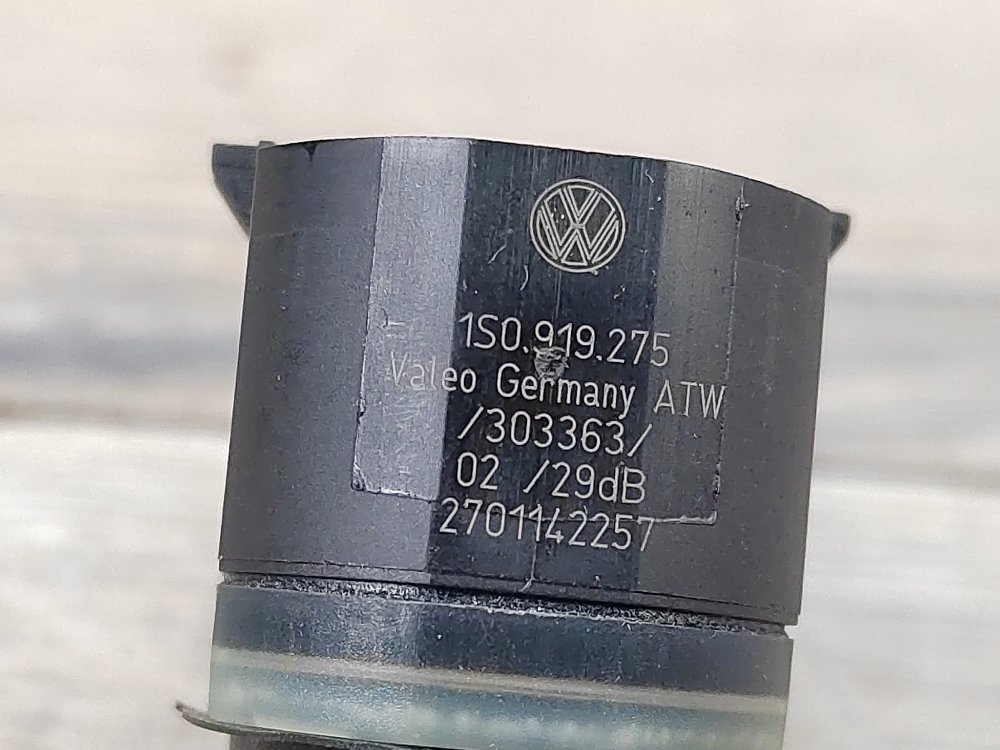 1S0.919.275
Valeo Germany ATW
/303363/
02 /29dB
2701142257